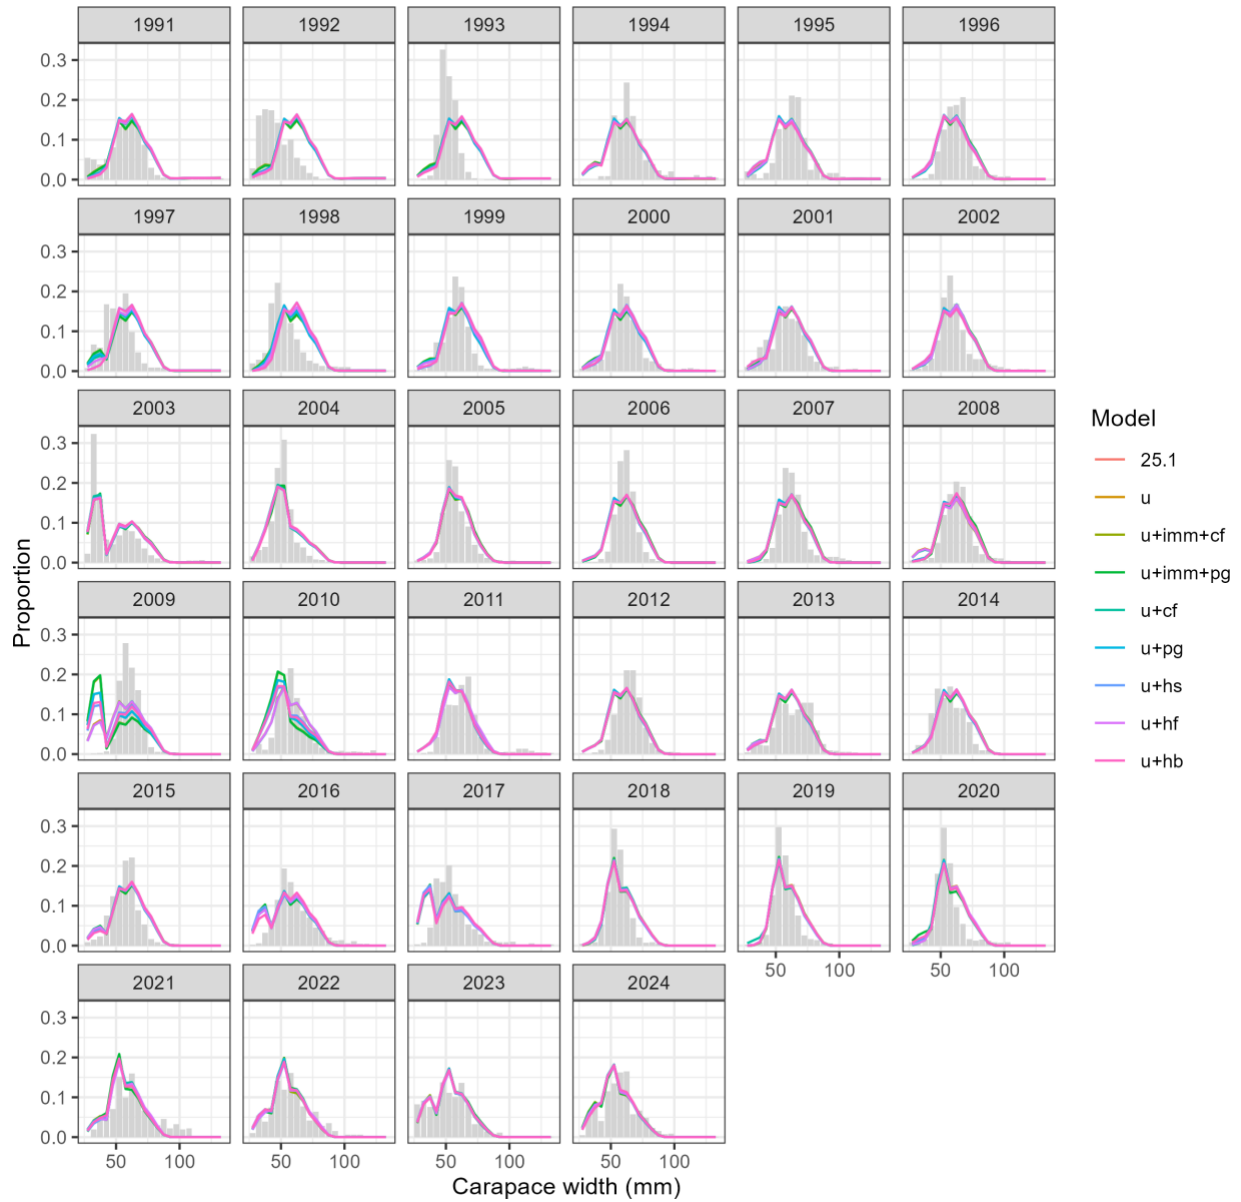 1991 1992 1993 1994 1995 1996
0.3
0.2
0.1
0.0
1997 1998 1999 2000 2001 2002
0.3
0.2
0.1
0.0
2003 2004 2005 2006 2007 2008
0.3
0.2
0.1
0.0
2009 2010 2011 2012 2013 2014
0.3
0.2
0.1
0.0
2015 2016 2017 2018 2019 2020
0.3
0.2
0.1
0.0
50 100 50 100
2021 2022 2023 2024
0.3
0.2
0.1
0.0
50 100 50 100 50 100 50 100
Carapace width (mm)
Proportion
Model
25.1
u
u+imm+cf
u+imm+pg
u+cf
u+pg
u+hs
u+hf
u+hb